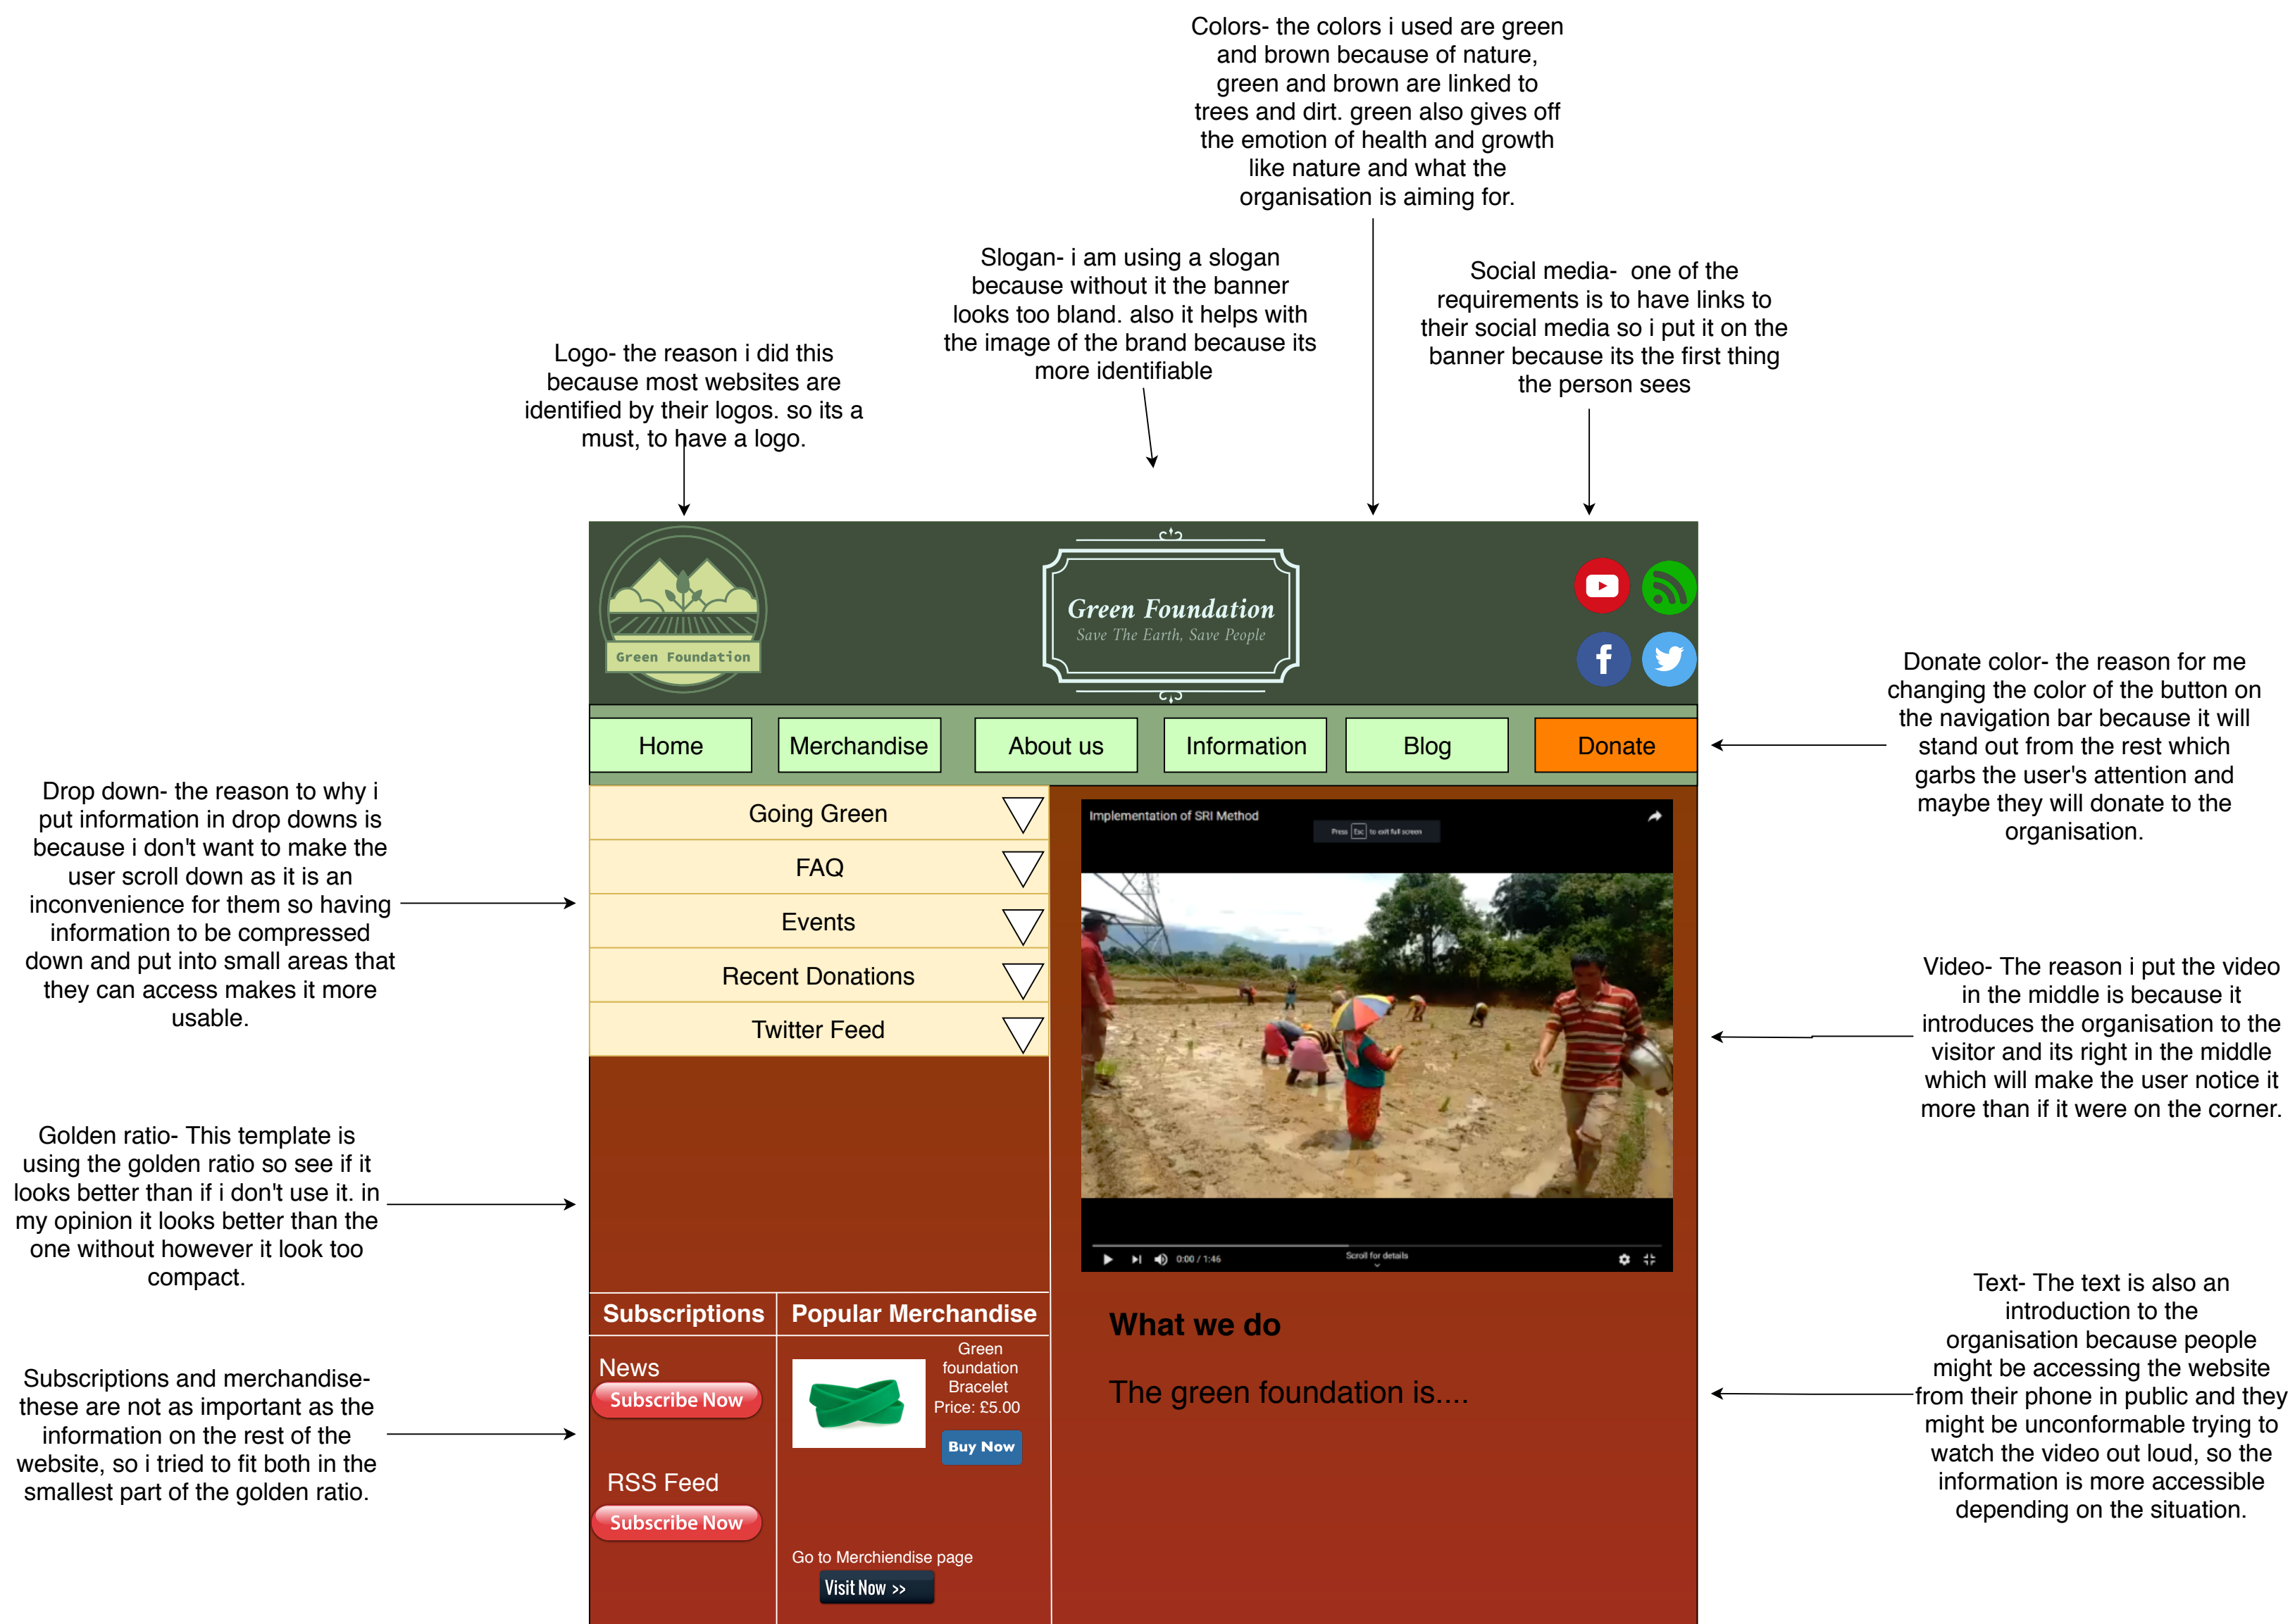 Colors- the colors i used are green
and brown because of nature,
green and brown are linked to
trees and dirt. green also gives off
the emotion of health and growth
like nature and what the
organisation is aiming for.
Slogan- i am using a slogan
because without it the banner
looks too bland. also it helps with
the image of the brand because its
more identifiable
Social media-  one of the
requirements is to have links to
their social media so i put it on the
banner because its the first thing
the person sees
Logo- the reason i did this
because most websites are
identified by their logos. so its a
must, to have a logo.
Green Foundation
Green Foundation
Save The Earth, Save People
Home
Merchandise
About us
Information
Blog
Donate
Donate color- the reason for me
changing the color of the button on
the navigation bar because it will
stand out from the rest which
garbs the user's attention and
maybe they will donate to the
organisation.
Drop down- the reason to why i
put information in drop downs is
because i don't want to make the
user scroll down as it is an
inconvenience for them so having
information to be compressed
down and put into small areas that
they can access makes it more
usable.
Going Green
FAQ
Events
Recent Donations
Twitter Feed
Implementation of SRI Method
Press Esc to exit full screen
0:00 / 1:46
Scroll for details
Video- The reason i put the video
in the middle is because it
introduces the organisation to the
visitor and its right in the middle
which will make the user notice it
more than if it were on the corner.
Golden ratio- This template is
using the golden ratio so see if it
looks better than if i don't use it. in
my opinion it looks better than the
one without however it look too
compact.
Subscriptions and merchandise-
these are not as important as the
information on the rest of the
website, so i tried to fit both in the
smallest part of the golden ratio.
Subscriptions
News
Subscribe Now
RSS Feed
Subscribe Now
Popular Merchandise
Green
foundation
Bracelet
Price: £5.00
Buy Now
Go to Merchiendise page
Visit Now >>
What we do
The green foundation is....
Text- The text is also an
introduction to the
organisation because people
might be accessing the website
from their phone in public and they
might be unconformable trying to
watch the video out loud, so the
information is more accessible
depending on the situation.